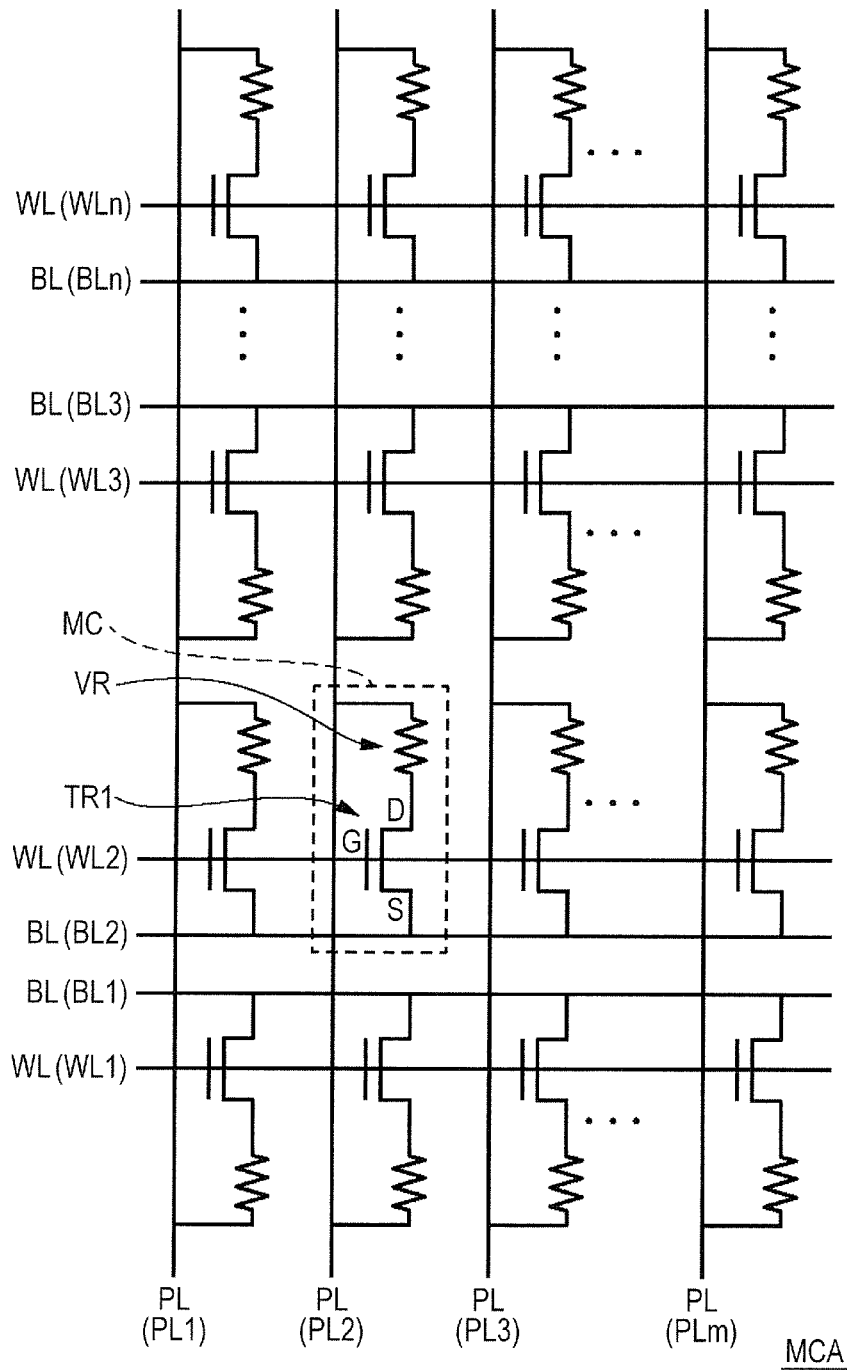 WL(WLn)
BL(BLn)
BL(BL3)
WL(WL3)
MC
VR
TR1
D
G
WL(WL2)
S
BL(BL2)
BL(BL1)
WL(WL1)
PL PL PL PL
(PL1) (PL2) (PL3) (PLm)
MCA